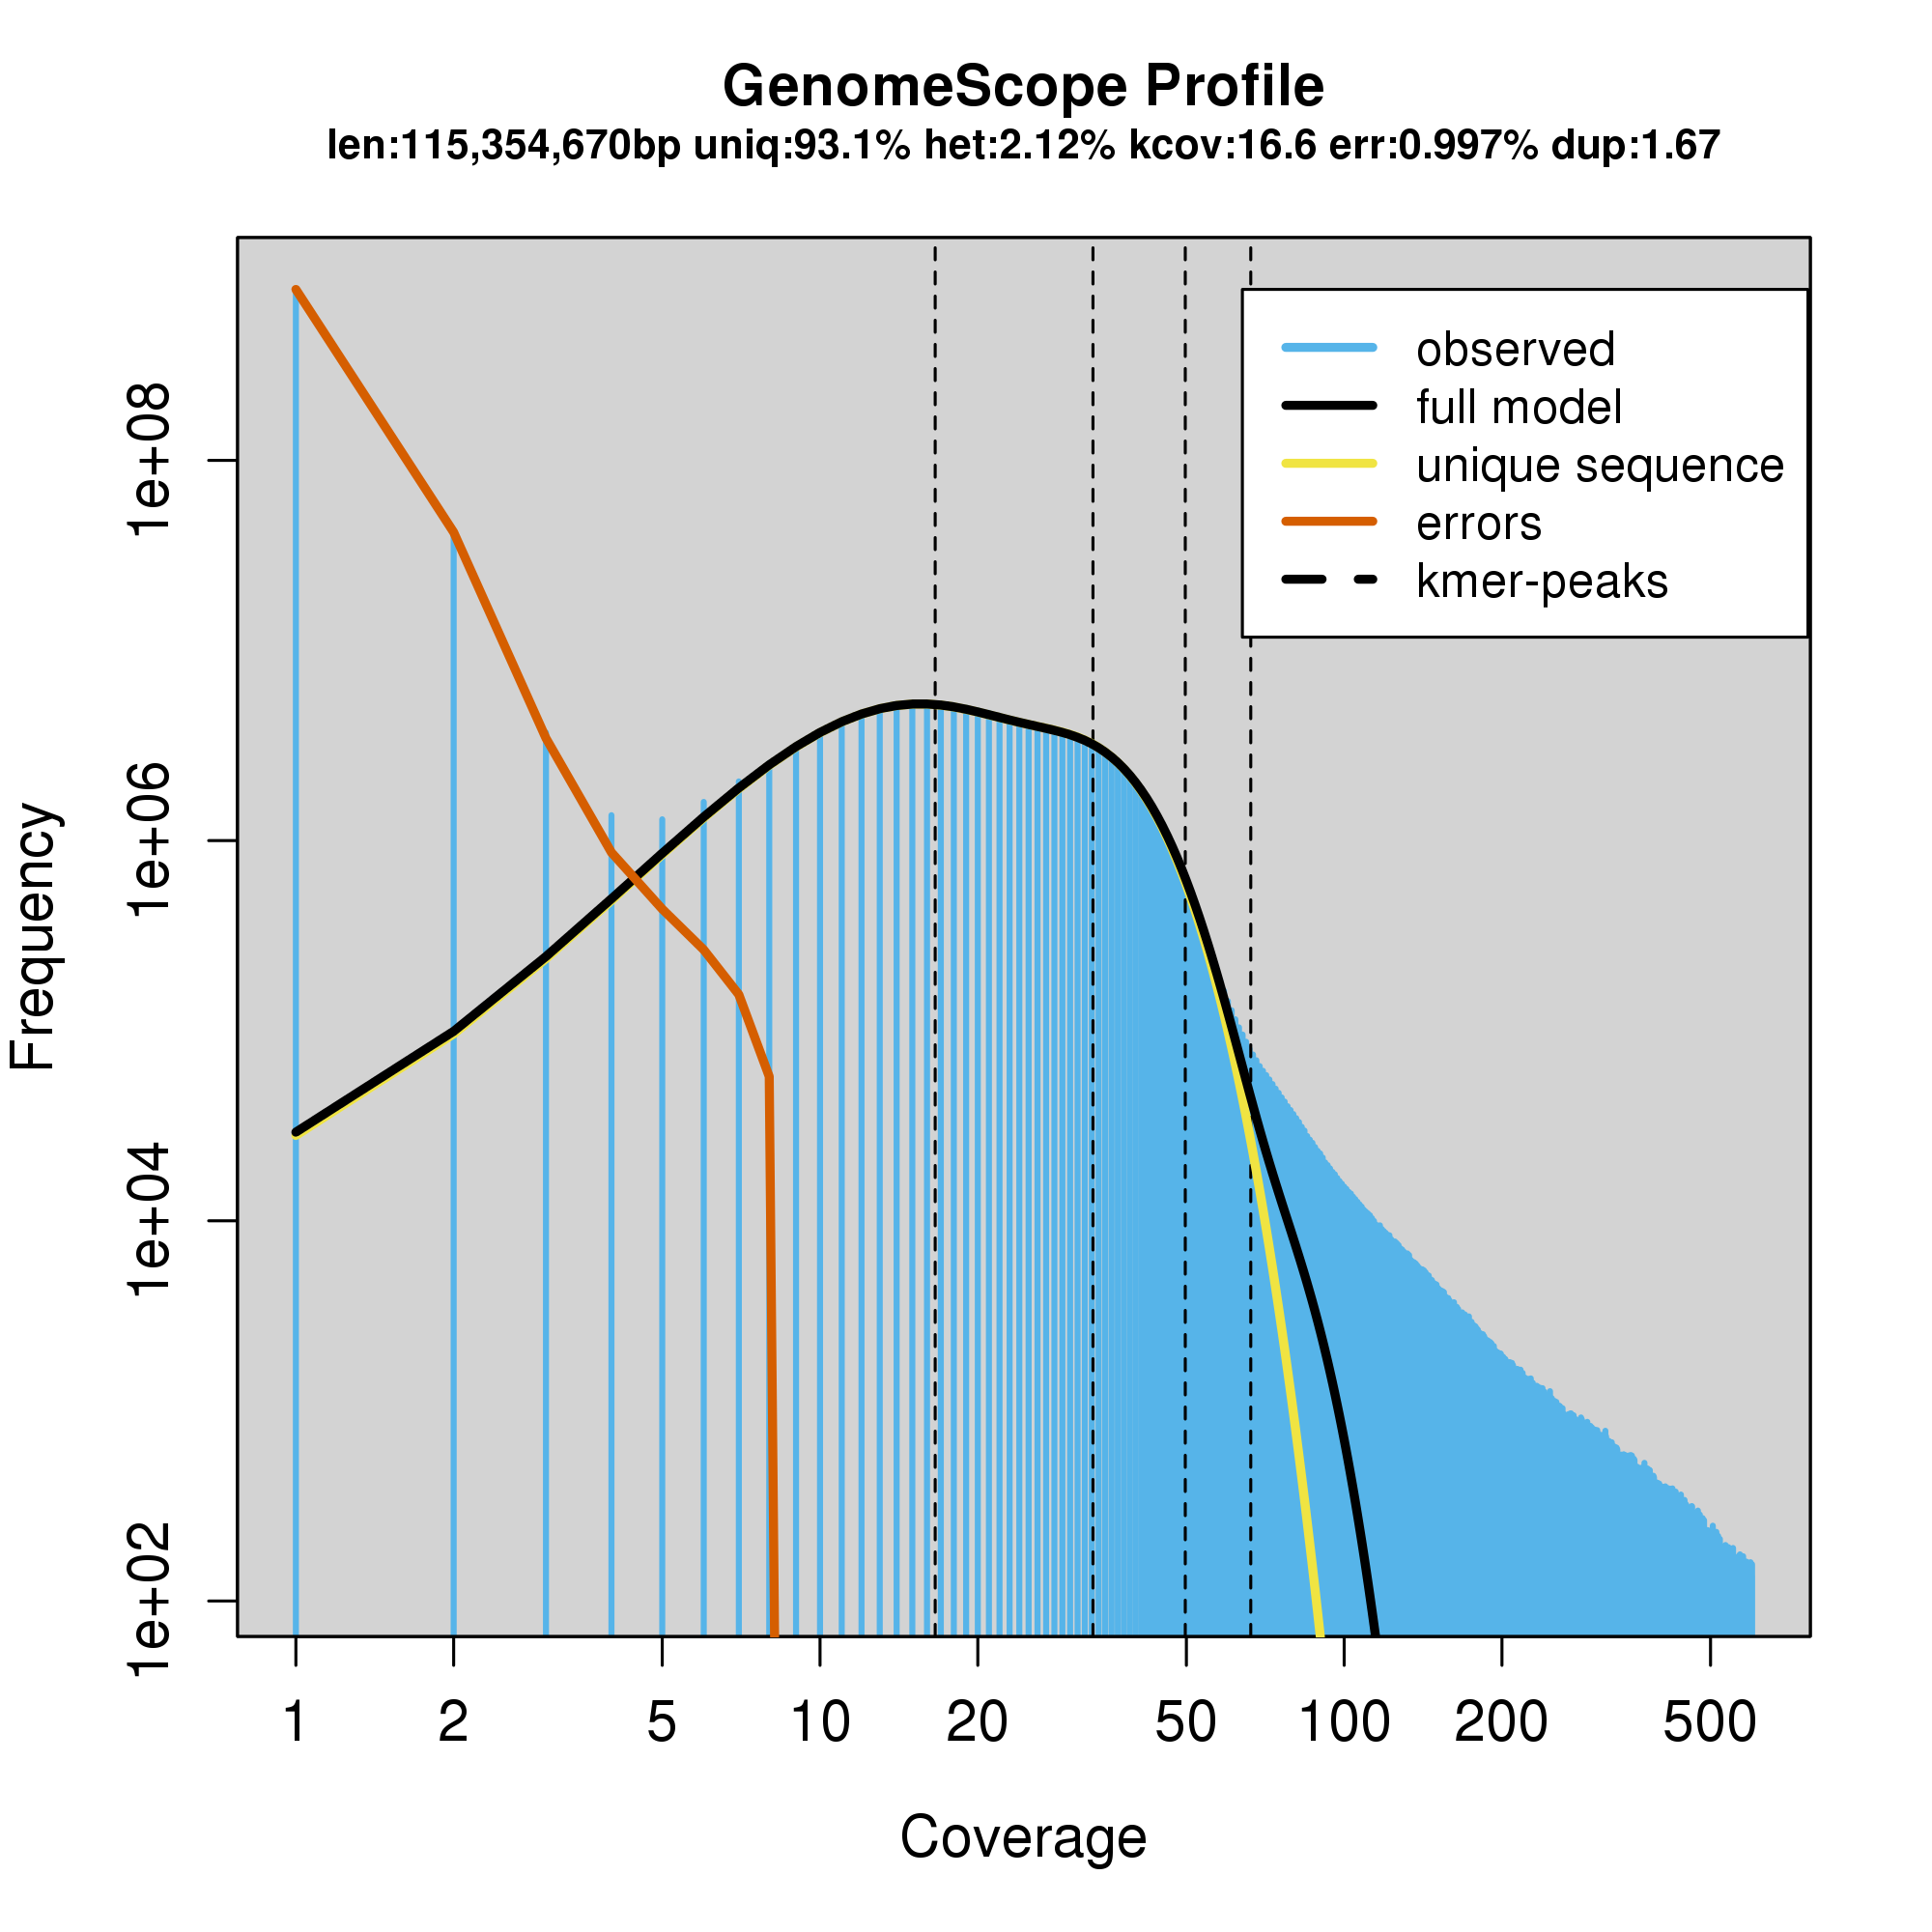 GenomeScope Profile
len:115,354,670bp uniq:93.1% het:2.12% kcov:16.6 err:0.997% dup:1.67
observed
full model
unique sequence
errors
kmer-peaks
Frequency
1e+08
1e+06
1e+04
1e+02
1 2 5 10 20 50 100 200 500
Coverage